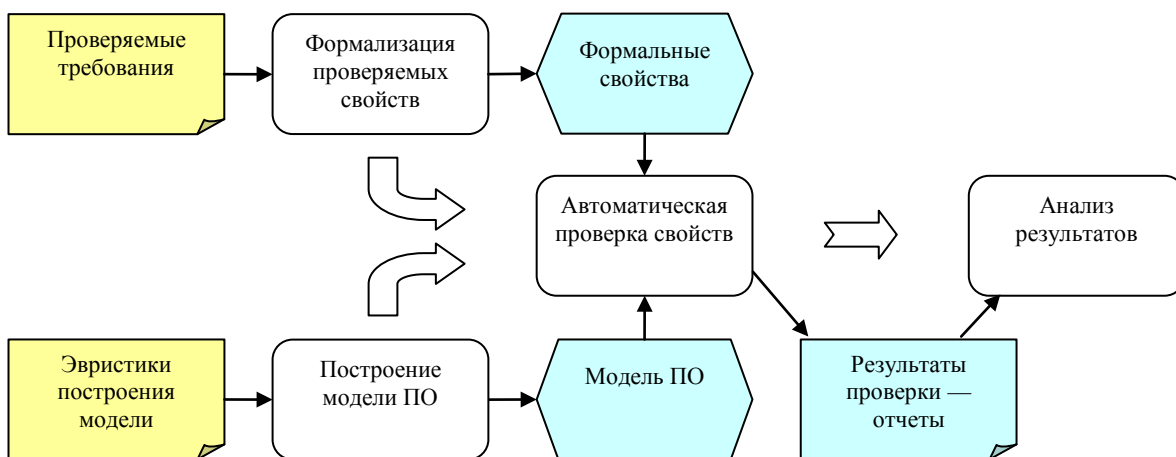 Проверяемые
требования
Формализация
проверяемых
свойств
Формальные
свойства
Автоматическая
проверка свойств
Анализ
результатов
Эвристики
построения
модели
Построение
модели ПО
Модель ПО
Результаты
проверки —
отчеты